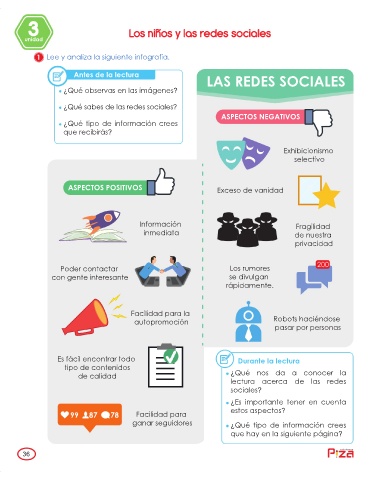 3
unidad
Los niños y las redes sociales
1 Lee y analiza la siguiente infografía.
Antes de la lectura
¿Qué observas en las imágenes?
¿Qué sabes de las redes sociales?
¿Qué tipo de información crees
que recibirás?
LAS REDES SOCIALES
ASPECTOS NEGATIVOS
Exhibicionismo
selectivo
Exceso de vanidad
Fragilidad
de nuestra
privacidad
Los rumores
se divulgan
rápidamente.
200
Robots haciéndose
pasar por personas
ASPECTOS POSITIVOS
Información
inmediata
Poder contactar
con gente interesante
Facilidad para la
autopromoción
Es fácil encontrar todo
tipo de contenidos
de calidad
99 87 78
Facilidad para
ganar seguidores
Durante la lectura
¿Qué nos da a conocer la
lectura acerca de las redes
sociales?
¿Es importante tener en cuenta
estos aspectos?
¿Qué tipo de información crees
que hay en la siguiente página?
36
Piza